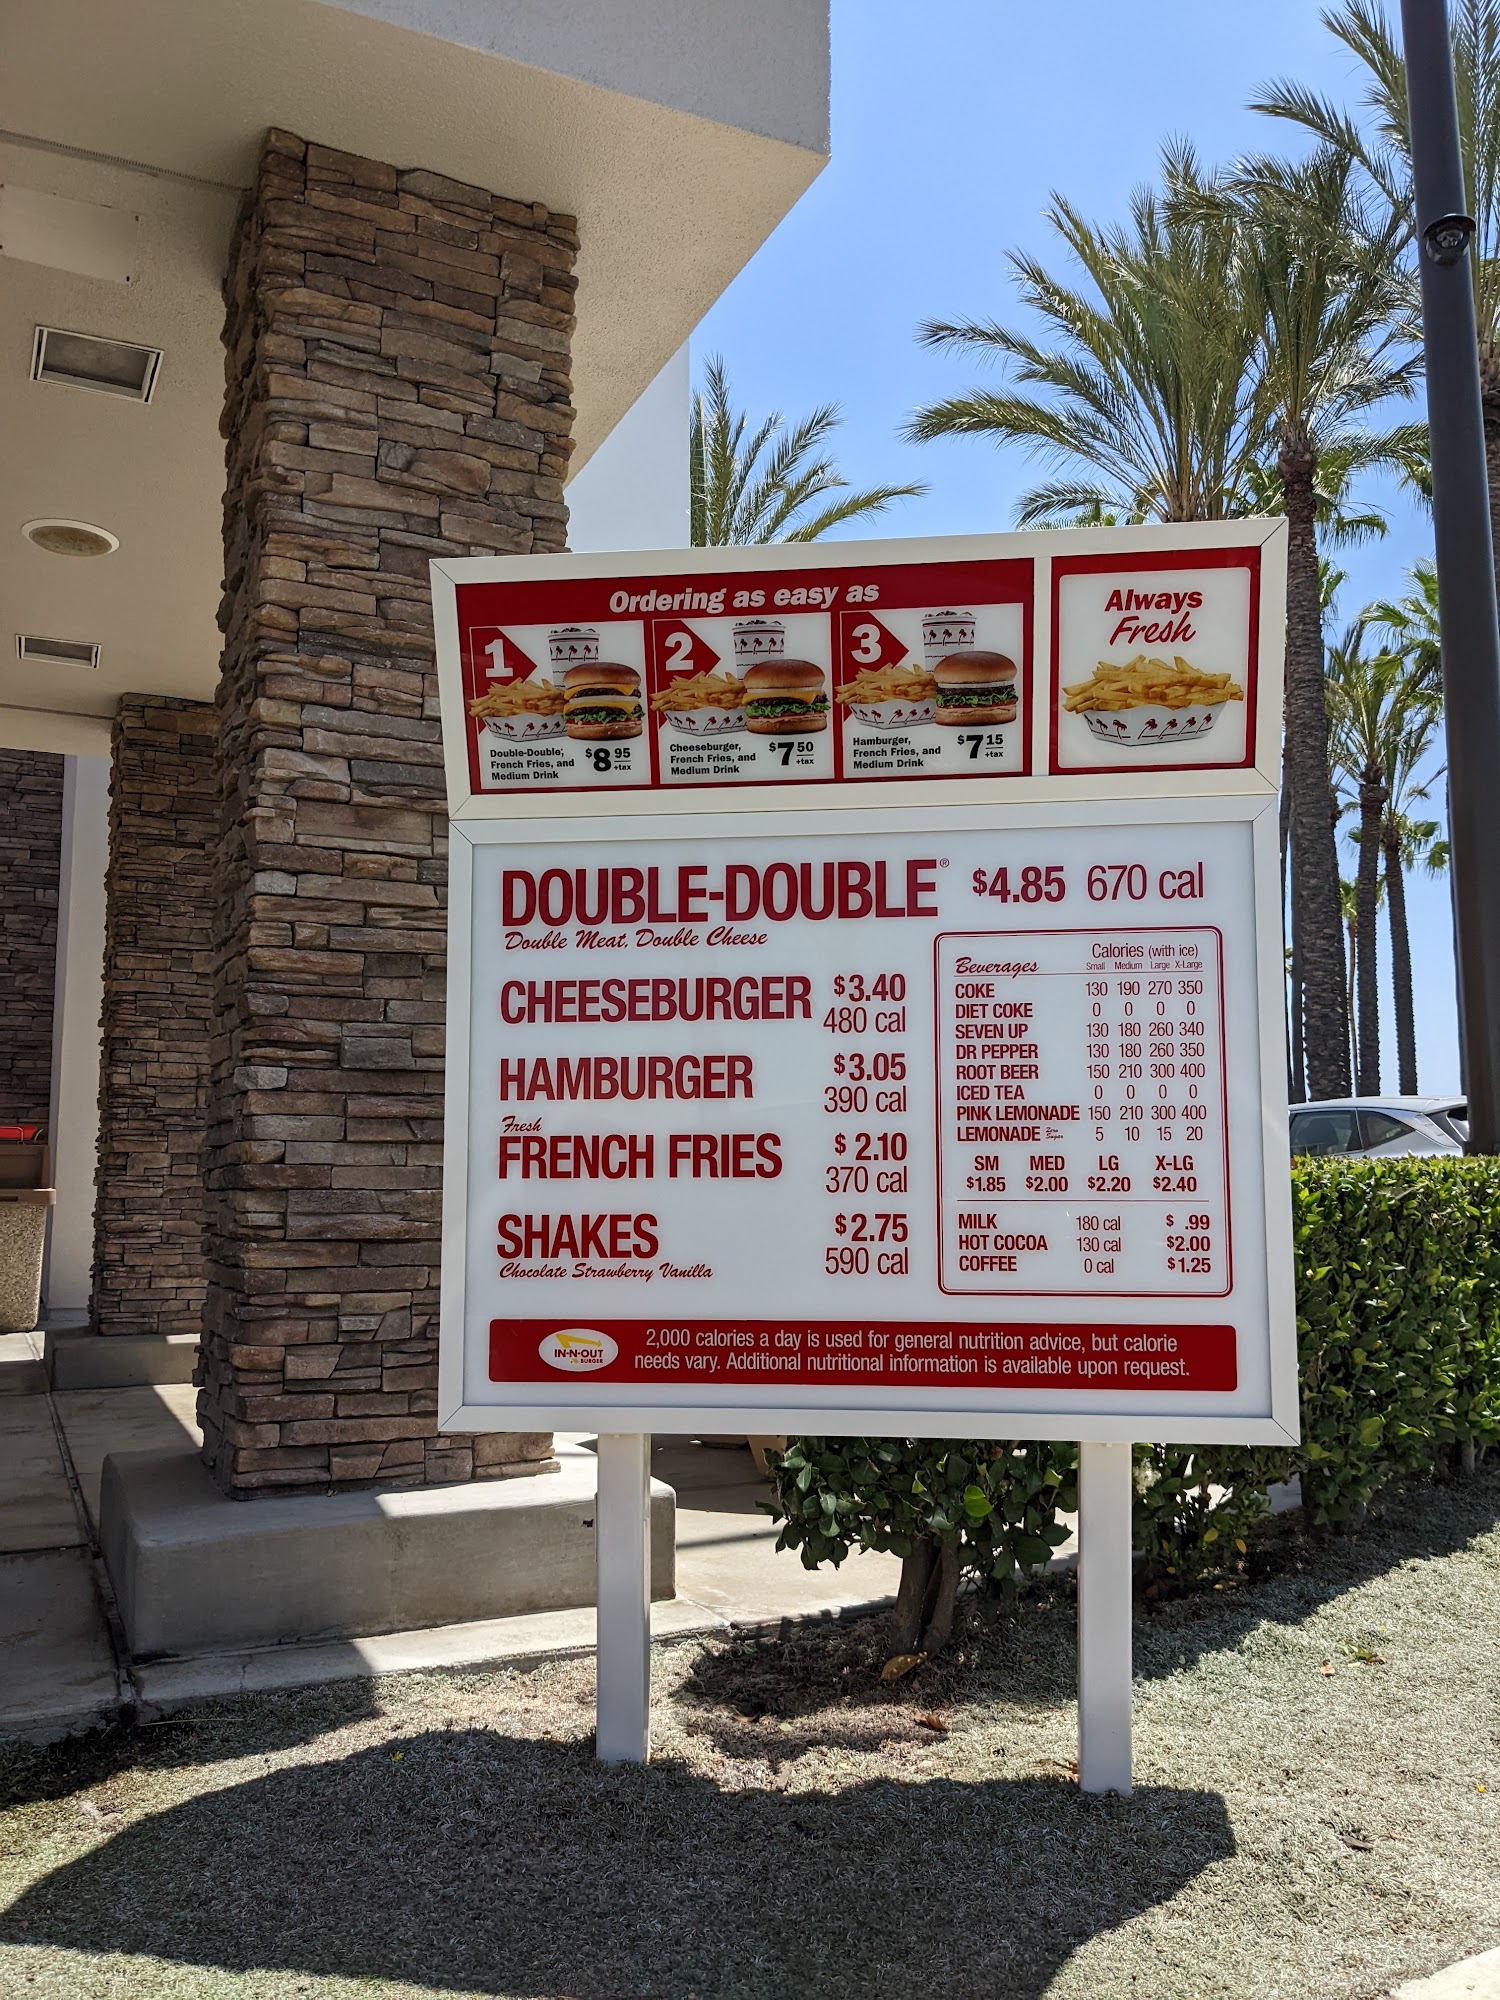 Ordering as easy as
1
Double-Double®,
French Fries, and
Medium Drink
$8 95
+tax
2
Cheeseburger,
French Fries, and
Medium Drink
$7 50
+tax
3
Hamburger,
French Fries, and
Medium Drink
$7 15
+tax
Always
Fresh
DOUBLE-DOUBLE® $4.85 670 cal
Double Meat, Double Cheese
CHEESEBURGER $3.40
480 cal
HAMBURGER $3.05
390 cal
Fresh
FRENCH FRIES $2.10
370 cal
SHAKES $2.75
Chocolate Strawberry Vanilla 590 cal
Calories (with ice)
Beverages Small Medium Large X-Large
COKE 130 190 270 350
DIET COKE 0 0 0 0
SEVEN UP 130 180 260 340
DR PEPPER 130 180 260 350
ROOT BEER 150 210 300 400
ICED TEA 0 0 0 0
PINK LEMONADE 150 210 300 400
LEMONADE Zero Sugar 5 10 15 20
SM MED LG X-LG
$1.85 $2.00 $2.20 $2.40
MILK 180 cal $ .99
HOT COCOA 130 cal $2.00
COFFEE 0 cal $1.25
IN-N-OUT
BURGER
2,000 calories a day is used for general nutrition advice, but calorie
needs vary. Additional nutritional information is available upon request.